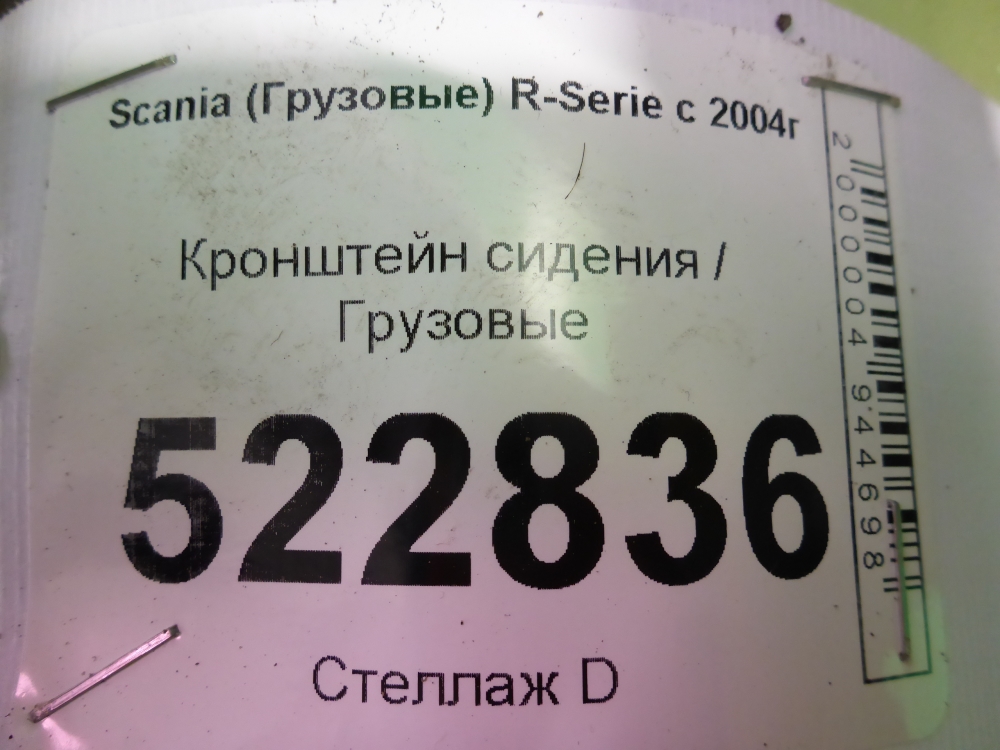 Scania (Грузовые) R-Serie с 2004г
Кронштейн сидения /
Грузовые
522836
Стеллаж D
2000004944698